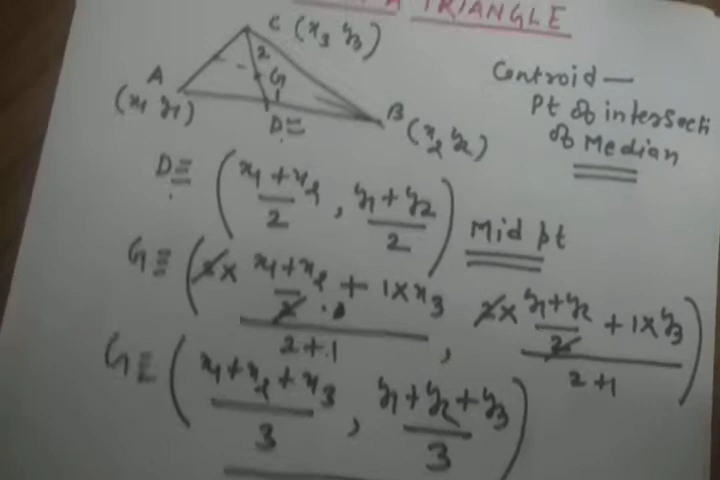 A TRIANGLE
C (x3 y3)
2
G
1
A
(x1 y1)
D≡
B (x2 y2)
Centroid —
Pt of intersecti
of Median
D≡ (x1 + x2 / 2 , y1 + y2 / 2) Mid pt
G≡ (2 x x1 + x2 / 2 + 1 x x3 / 2+1 , 2 x y1 + y2 / 2 + 1 x y3 / 2+1)
G≡ (x1 + x2 + x3 / 3 , y1 + y2 + y3 / 3)